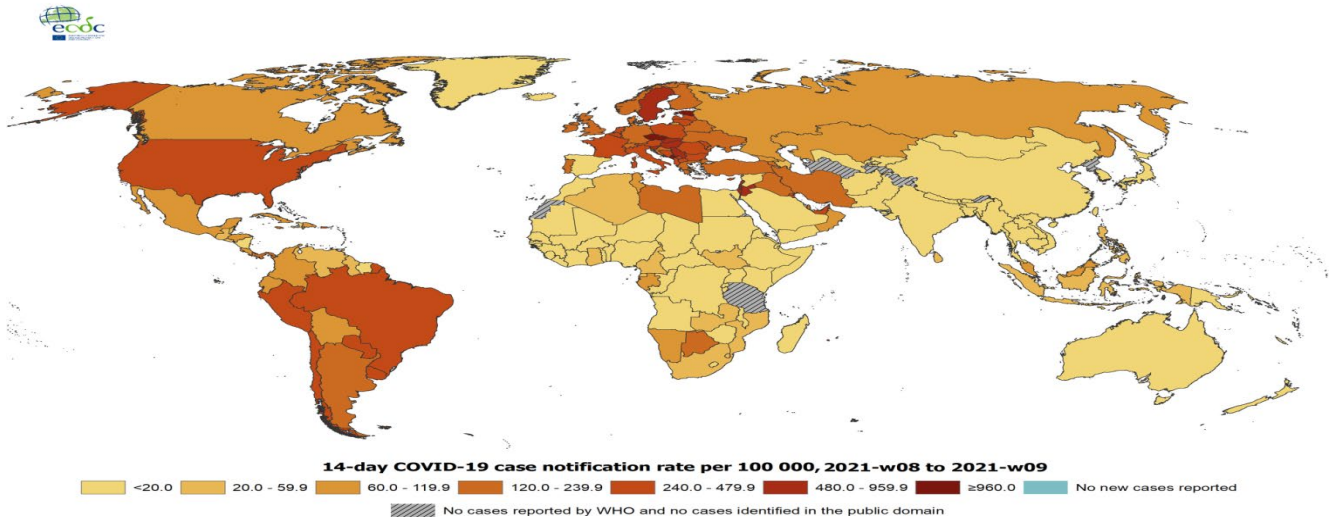 ecdc
14-day COVID-19 case notification rate per 100 000, 2021-w08 to 2021-w09
<20.0 20.0 - 59.9 60.0 - 119.9 120.0 - 239.9 240.0 - 479.9 480.0 - 959.9 ≥960.0 No new cases reported
No cases reported by WHO and no cases identified in the public domain